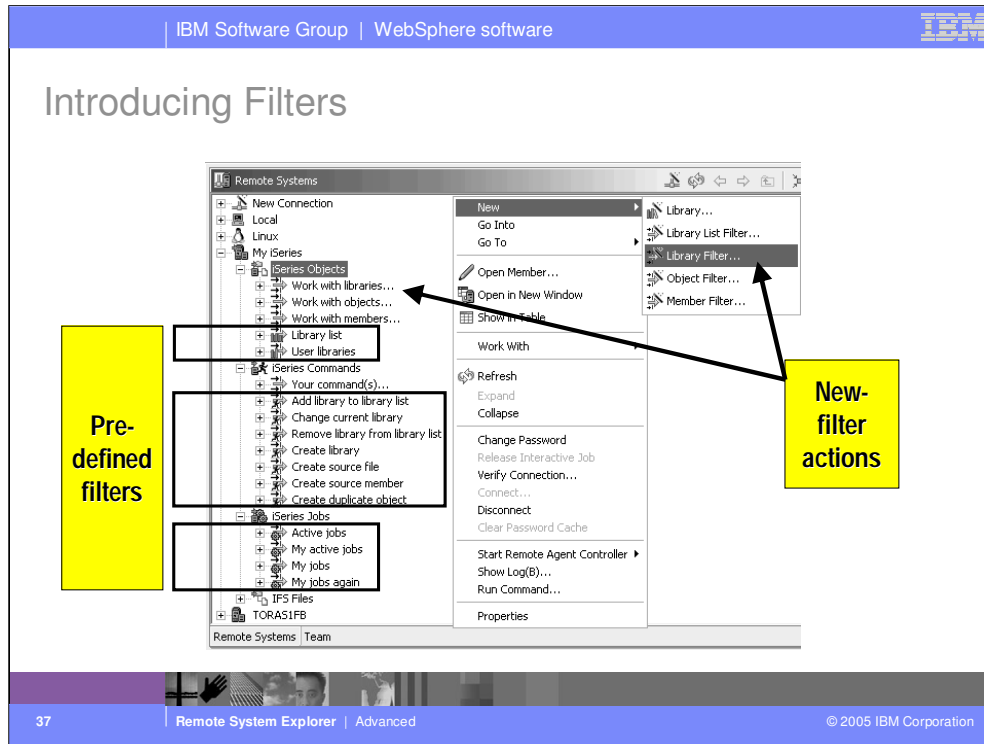 IBM Software Group | WebSphere software
IBM
Introducing Filters
Remote Systems
New Connection
Local
Linux
My iSeries
iSeries Objects
Work with libraries...
Work with objects...
Work with members...
Library list
User libraries
iSeries Commands
Your command(s)...
Add library to library list
Change current library
Remove library from library list
Create library
Create source file
Create source member
Create duplicate object
iSeries Jobs
Active jobs
My active jobs
My jobs
My jobs again
IFS Files
TORAS1FB
Remote Systems Team
New
Go Into
Go To
Open Member...
Open in New Window
Show in Table
Work With
Refresh
Expand
Collapse
Change Password
Release Interactive Job
Verify Connection...
Connect...
Disconnect
Clear Password Cache
Start Remote Agent Controller
Show Log(B)...
Run Command...
Properties
Library...
Library List Filter...
Library Filter...
Object Filter...
Member Filter...
Pre-
defined
filters
New-
filter
actions
37
Remote System Explorer | Advanced
© 2005 IBM Corporation